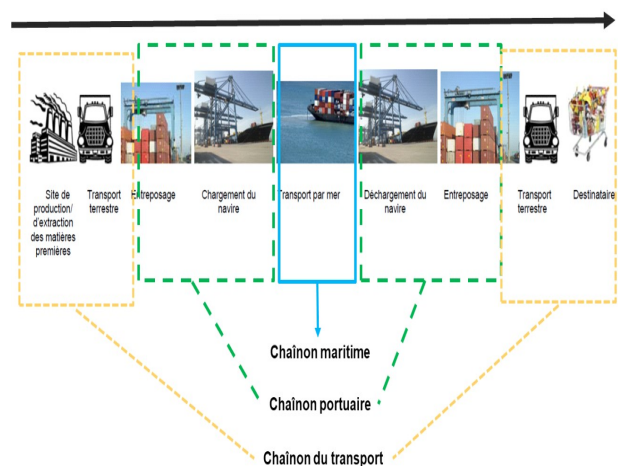 Site de
production/
d'extraction
des matières
premières
Transport
terrestre
Entreposage
Chargement du
navire
Transport par mer
Déchargement du
navire
Entreposage
Transport
terrestre
Destinataire
Chaînon maritime
Chaînon portuaire
Chaînon du transport